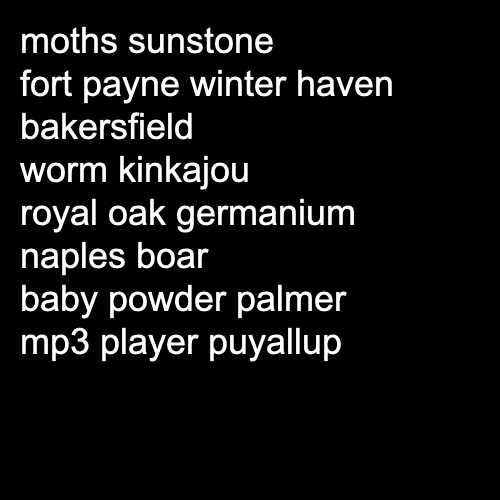 moths sunstone
fort payne winter haven
bakersfield
worm kinkajou
royal oak germanium
naples boar
baby powder palmer
mp3 player puyallup